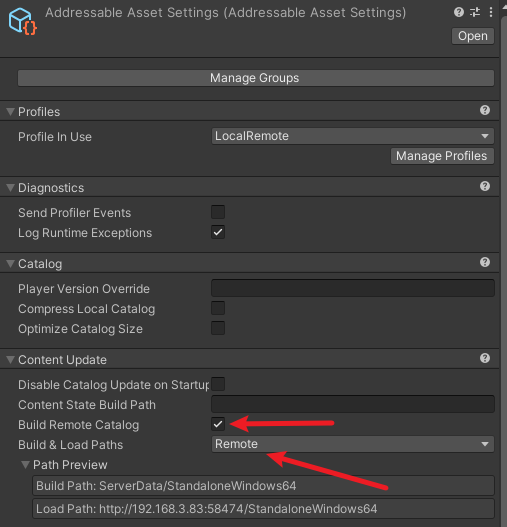 Addressable Asset Settings (Addressable Asset Settings)
Open
Manage Groups
Profiles
Profile In Use LocalRemote
Manage Profiles
Diagnostics
Send Profiler Events
Log Runtime Exceptions
Catalog
Player Version Override
Compress Local Catalog
Optimize Catalog Size
Content Update
Disable Catalog Update on Startup
Content State Build Path
Build Remote Catalog
Build & Load Paths Remote
Path Preview
Build Path: ServerData/StandaloneWindows64
Load Path: http://192.168.3.83:58474/StandaloneWindows64